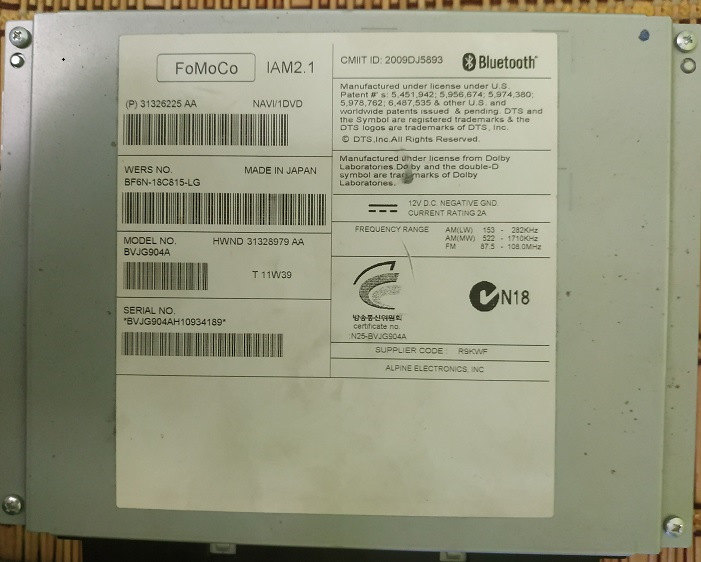 FoMoCo IAM2.1
(P) 31326225 AA NAVI/1DVD
WERS NO. MADE IN JAPAN
BF6N-18C815-LG
MODEL NO. HWND 31328979 AA
BVJG904A
T 11W39
SERIAL NO.
*BVJG904AH10934189*
CMIIT ID: 2009DJ5893 Bluetooth®
Manufactured under license under U.S.
Patent #' s: 5,451,942; 5,956,674; 5,974,380;
5,978,762; 6,487,535 & other U.S. and
worldwide patents issued & pending. DTS and
the Symbol are registered trademarks & the
DTS logos are trademarks of DTS, Inc.
© DTS,Inc.All Rights Reserved.
Manufactured under license from Dolby
Laboratories.Dolby and the double-D
symbol are trademarks of Dolby
Laboratories.
12V D.C. NEGATIVE GND.
CURRENT RATING 2A
FREQUENCY RANGE AM(LW) 153 - 282KHz
AM(MW) 522 - 1710KHz
FM 87.5 - 108.0MHz
방송통신위원회
certificate no.
N25-BVJG904A
N18
SUPPLIER CODE : R9KWF
ALPINE ELECTRONICS, INC